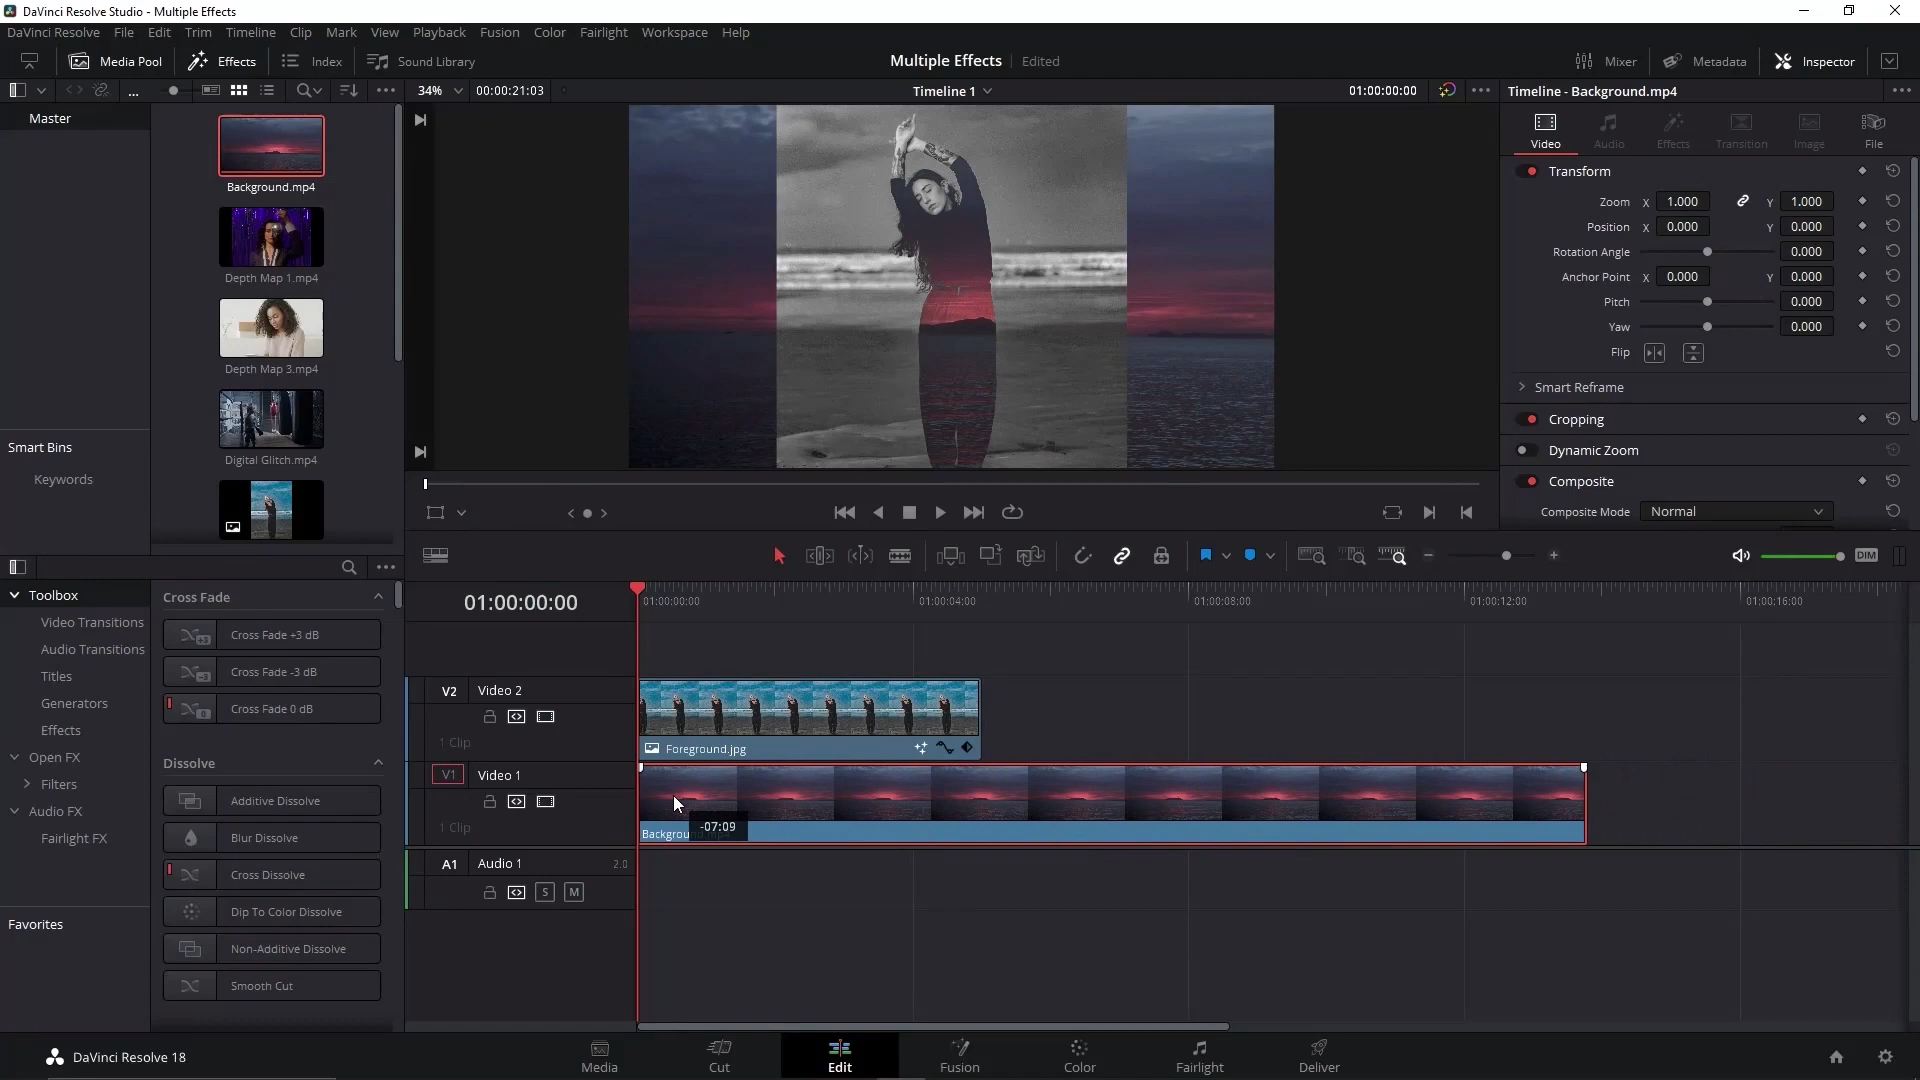 DaVinci Resolve Studio - Multiple Effects
DaVinci Resolve File Edit Trim Timeline Clip Mark View Playback Fusion Color Fairlight Workspace Help
Media Pool Effects Index Sound Library Multiple Effects Edited Mixer Metadata Inspector
34% 00:00:21:03 Timeline 1 01:00:00:00 Timeline - Background.mp4
Master
Background.mp4
Depth Map 1.mp4
Depth Map 3.mp4
Digital Glitch.mp4
Smart Bins
Keywords
Video Audio Effects Transition Image File
Transform
Zoom X 1.000 Y 1.000
Position X 0.000 Y 0.000
Rotation Angle 0.000
Anchor Point X 0.000 Y 0.000
Pitch 0.000
Yaw 0.000
Flip
Smart Reframe
Cropping
Dynamic Zoom
Composite
Composite Mode Normal
DIM
Toolbox
Video Transitions
Audio Transitions
Titles
Generators
Effects
Open FX
Filters
Audio FX
Fairlight FX
Favorites
Cross Fade
Cross Fade +3 dB
Cross Fade -3 dB
Cross Fade 0 dB
Dissolve
Additive Dissolve
Blur Dissolve
Cross Dissolve
Dip To Color Dissolve
Non-Additive Dissolve
Smooth Cut
01:00:00:00
01:00:00:00 01:00:04:00 01:00:08:00 01:00:12:00 01:00:16:00
V2 Video 2
1 Clip
Foreground.jpg
V1 Video 1
1 Clip
-07:09
A1 Audio 1 2.0
S M
DaVinci Resolve 18
Media Cut Edit Fusion Color Fairlight Deliver